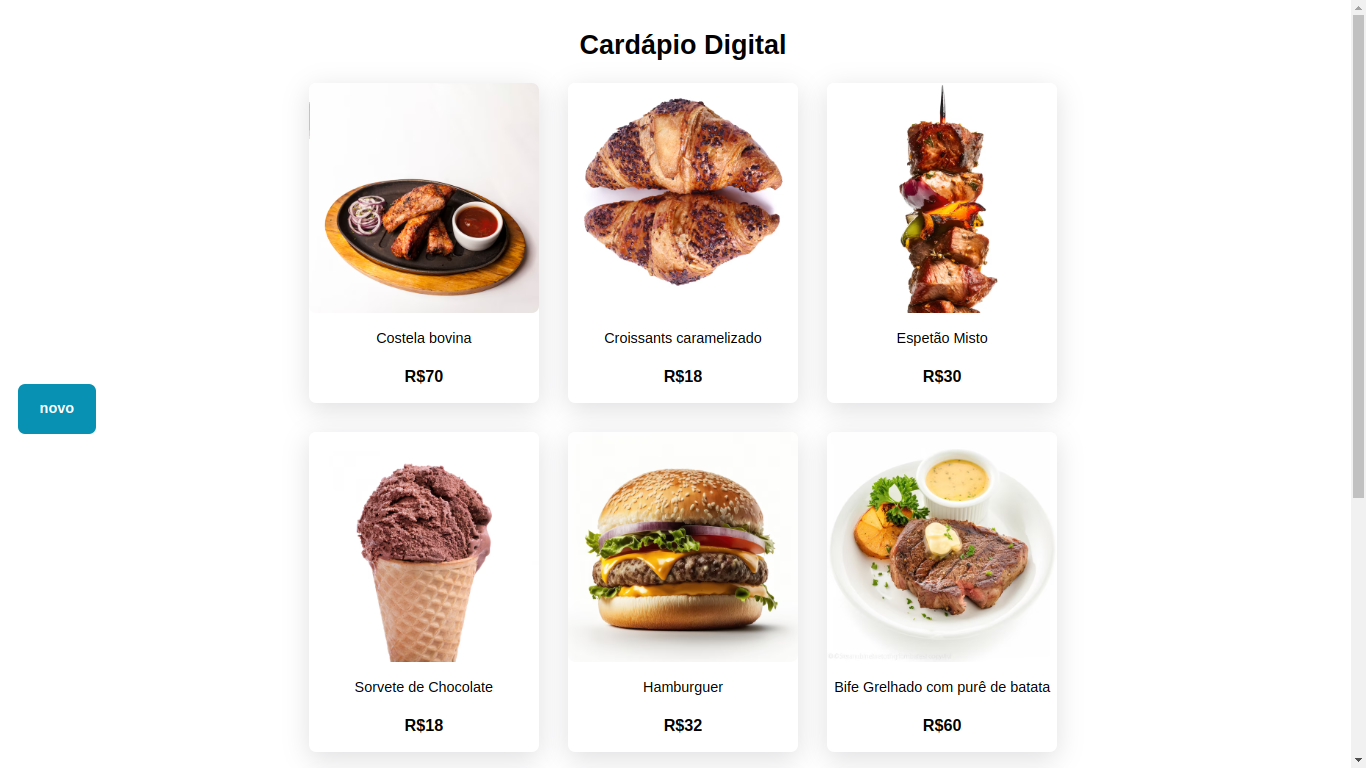 Cardápio Digital
Costela bovina
R$70
Croissants caramelizado
R$18
Espetão Misto
R$30
novo
Sorvete de Chocolate
R$18
Hamburguer
R$32
Bife Grelhado com purê de batata
R$60